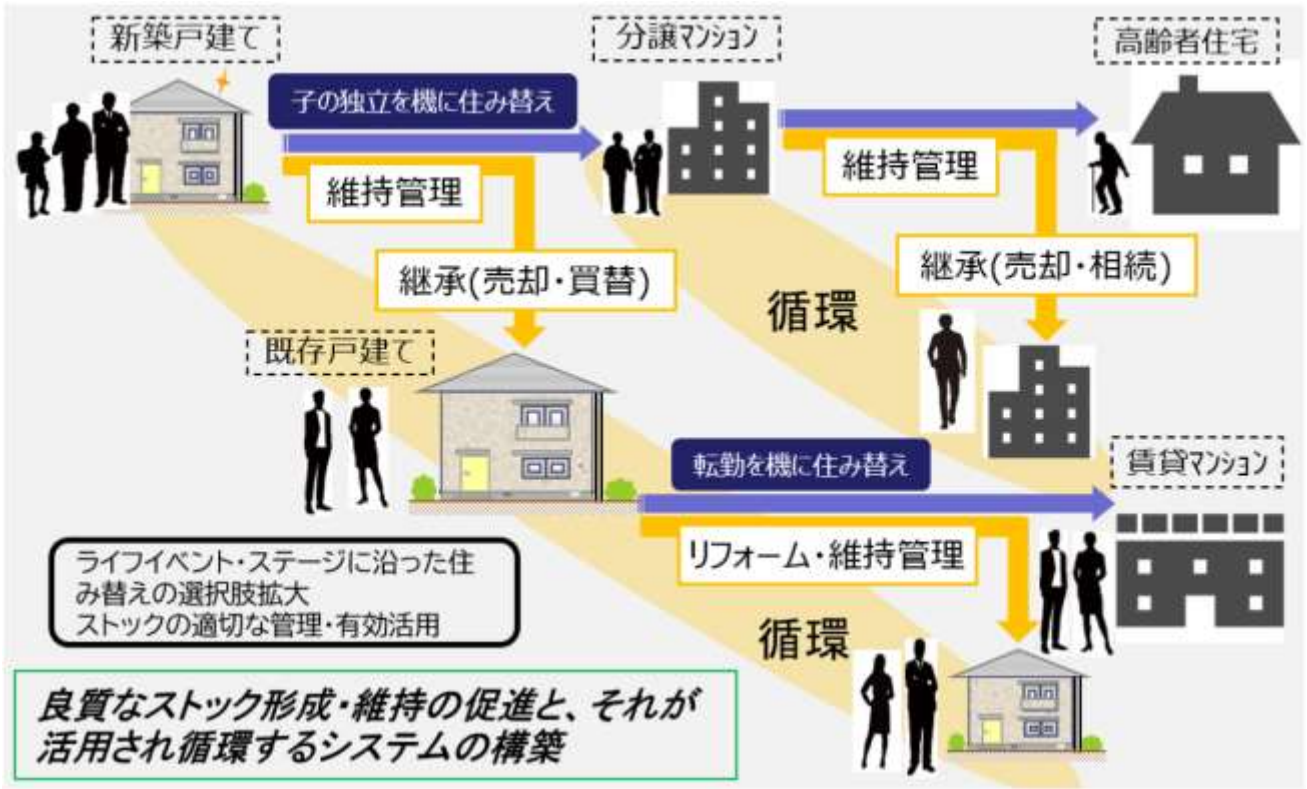 新築戸建て
分譲マンション
高齢者住宅
子の独立を機に住み替え
維持管理
維持管理
継承(売却・買替)
継承(売却・相続)
循環
既存戸建て
転勤を機に住み替え
賃貸マンション
リフォーム・維持管理
ライフイベント・ステージに沿った住
み替えの選択肢拡大
ストックの適切な管理・有効活用
循環
良質なストック形成・維持の促進と、それが
活用され循環するシステムの構築